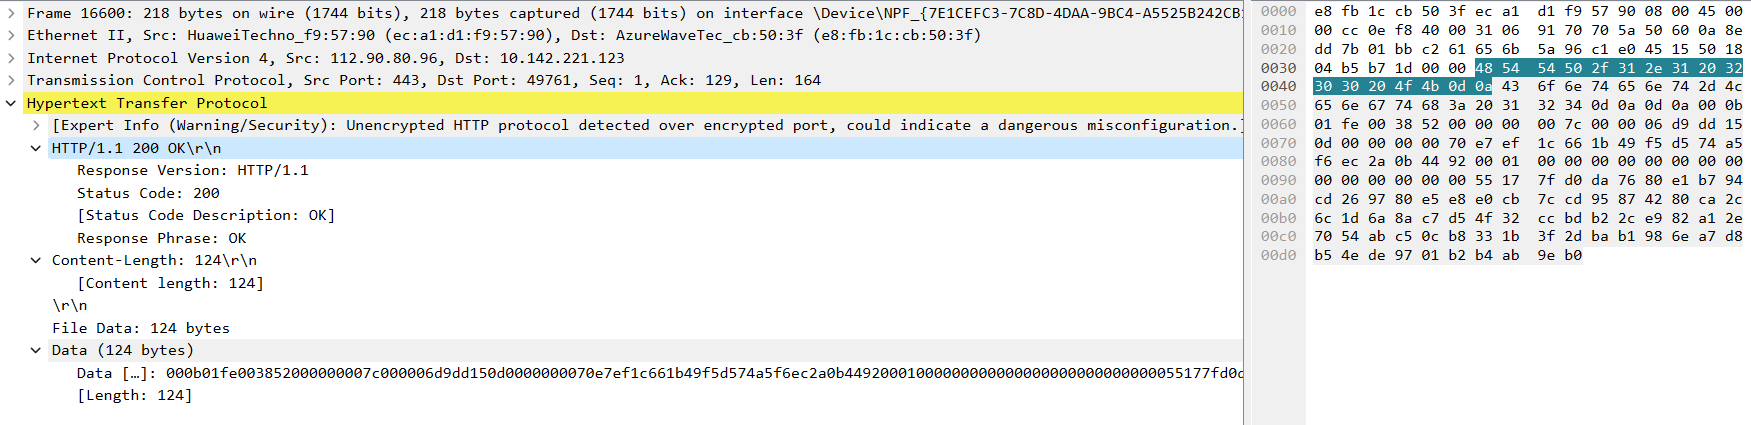 Frame 16600: 218 bytes on wire (1744 bits), 218 bytes captured (1744 bits) on interface \Device\NPF_{7E1CEFC3-7C8D-4DAA-9BC4-A5525B242CB
Ethernet II, Src: HuaweiTechno_f9:57:90 (ec:a1:d1:f9:57:90), Dst: AzureWaveTec_cb:50:3f (e8:fb:1c:cb:50:3f)
Internet Protocol Version 4, Src: 112.90.80.96, Dst: 10.142.221.123
Transmission Control Protocol, Src Port: 443, Dst Port: 49761, Seq: 1, Ack: 129, Len: 164
Hypertext Transfer Protocol
[Expert Info (Warning/Security): Unencrypted HTTP protocol detected over encrypted port, could indicate a dangerous misconfiguration.]
HTTP/1.1 200 OK\r\n
Response Version: HTTP/1.1
Status Code: 200
[Status Code Description: OK]
Response Phrase: OK
Content-Length: 124\r\n
[Content length: 124]
\r\n
File Data: 124 bytes
Data (124 bytes)
Data […]: 000b01fe003852000000007c000006d9dd150d0000000070e7ef1c661b49f5d574a5f6ec2a0b44920001000000000000000000000000000055177fd0d
[Length: 124]
0000 e8 fb 1c cb 50 3f ec a1 d1 f9 57 90 08 00 45 00
0010 00 cc 0e f8 40 00 31 06 91 70 70 5a 50 60 0a 8e
0020 dd 7b 01 bb c2 61 65 6b 5a 96 c1 e0 45 15 50 18
0030 04 b5 b7 1d 00 00 48 54 54 50 2f 31 2e 31 20 32
0040 30 30 20 4f 4b 0d 0a 43 6f 6e 74 65 6e 74 2d 4c
0050 65 6e 67 74 68 3a 20 31 32 34 0d 0a 0d 0a 00 0b
0060 01 fe 00 38 52 00 00 00 00 7c 00 00 06 d9 dd 15
0070 0d 00 00 00 00 70 e7 ef 1c 66 1b 49 f5 d5 74 a5
0080 f6 ec 2a 0b 44 92 00 01 00 00 00 00 00 00 00 00
0090 00 00 00 00 00 00 55 17 7f d0 da 76 80 e1 b7 94
00a0 cd 26 97 80 e5 e8 e0 cb 7c cd 95 87 42 80 ca 2c
00b0 6c 1d 6a 8a c7 d5 4f 32 cc bd b2 2c e9 82 a1 2e
00c0 70 54 ab c5 0c b8 33 1b 3f 2d ba b1 98 6e a7 d8
00d0 b5 4e de 97 01 b2 b4 ab 9e b0